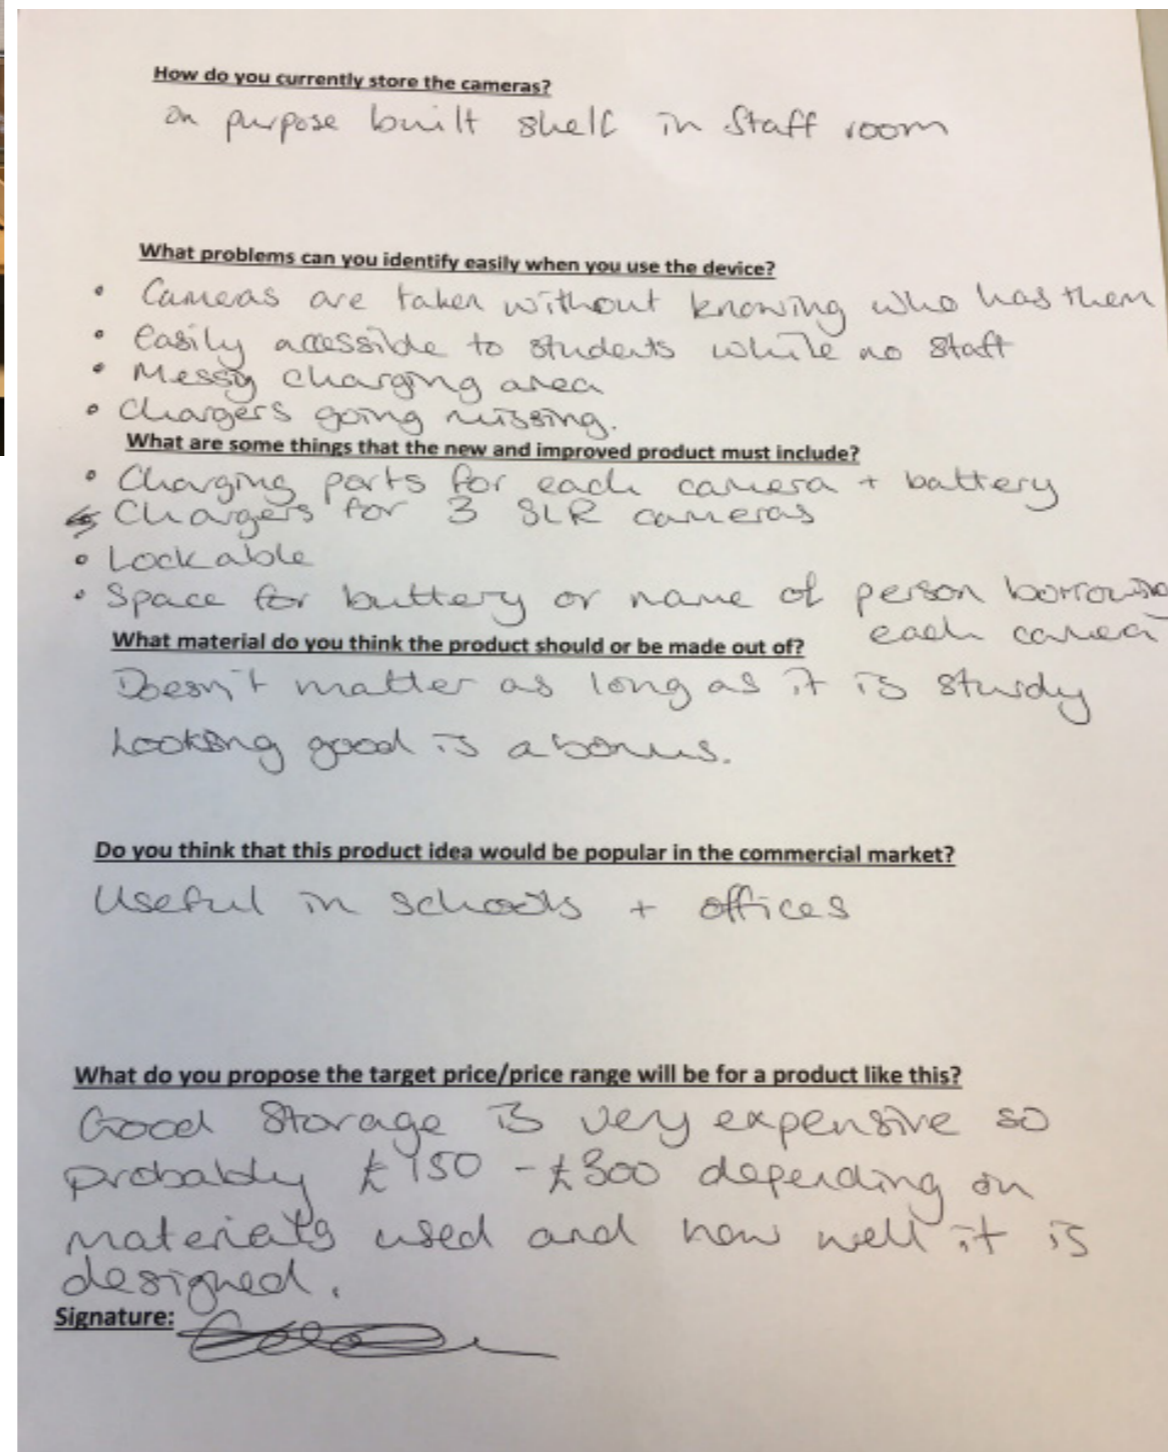 How do you currently store the cameras?
on purpose built shelf in staff room
What problems can you identify easily when you use the device?
• Cameras are taken without knowing who has them
• Easily accessible to students while no staff
• Messy charging area
• Chargers going missing.
What are some things that the new and improved product must include?
• Charging ports for each camera + battery
Chargers for 3 SLR cameras
• Lockable
• Space for buttery or name of person borrowing
each camera
What material do you think the product should or be made out of?
Doesn't matter as long as it is sturdy
Looking good is a bonus.
Do you think that this product idea would be popular in the commercial market?
Useful in schools + offices
What do you propose the target price/price range will be for a product like this?
Good storage is very expensive so
probably £150 - £300 depending on
materials used and how well it is
designed.
Signature: